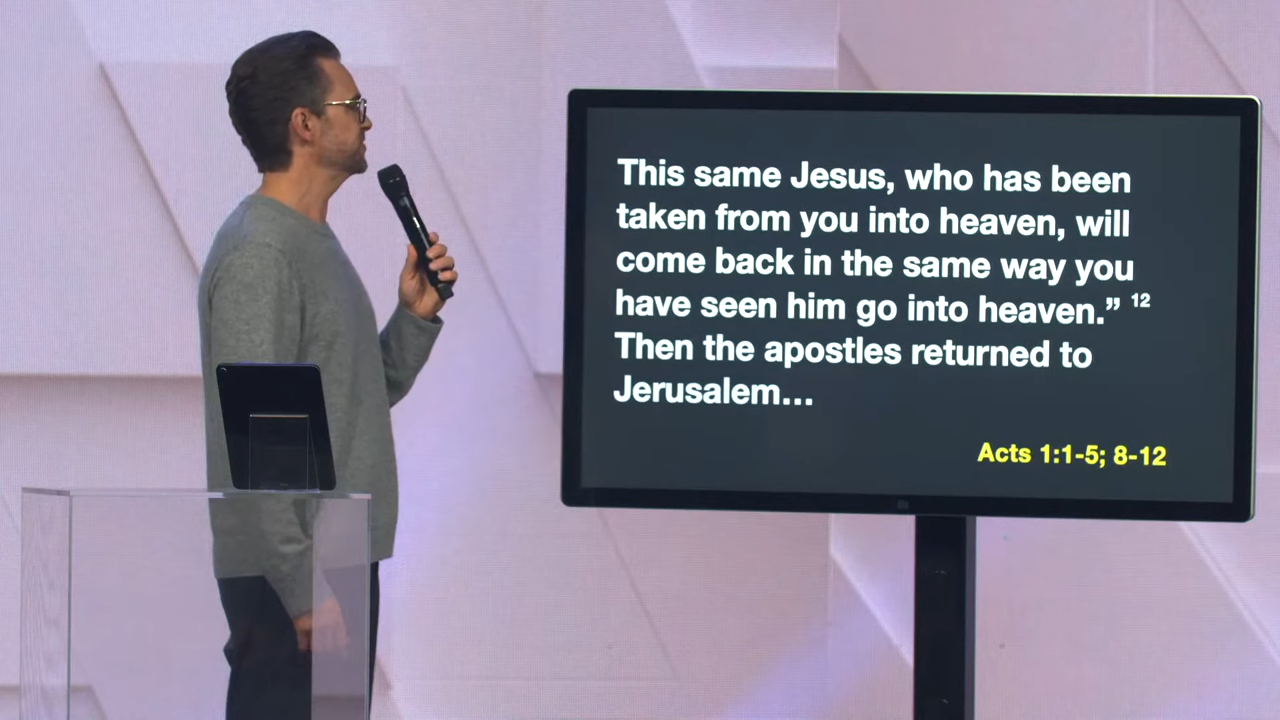 This same Jesus, who has been
taken from you into heaven, will
come back in the same way you
have seen him go into heaven.” ¹²
Then the apostles returned to
Jerusalem...
Acts 1:1-5; 8-12